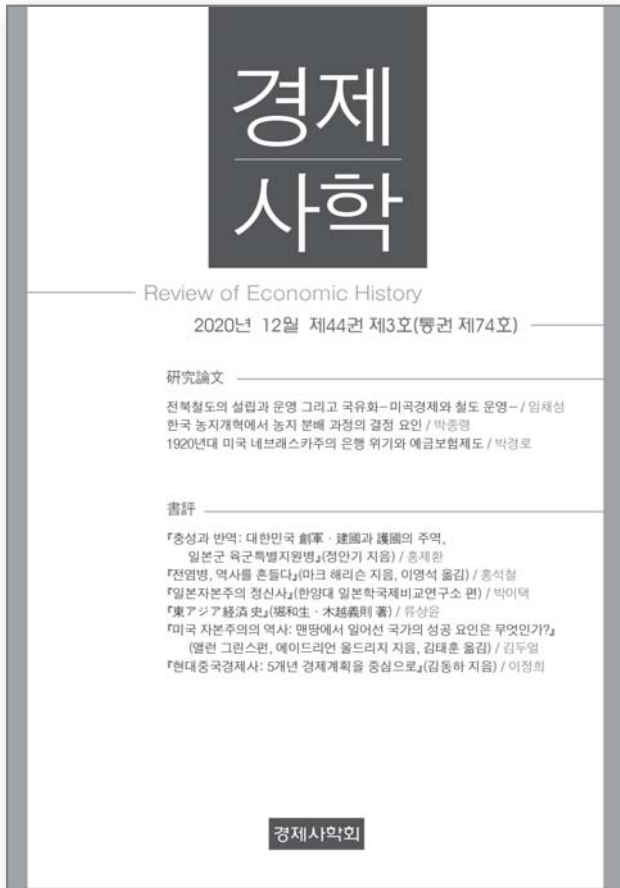 경제
사학
Review of Economic History
2020년 12월 제44권 제3호(통권 제74호)
研究論文
전북철도의 설립과 운영 그리고 국유화-미곡경제와 철도 운영- / 임채성
한국 농지개혁에서 농지 분배 과정의 결정 요인 / 박종령
1920년대 미국 네브래스카주의 은행 위기와 예금보험제도 / 박경로
書評
『충성과 반역: 대한민국 創軍 · 建國과 護國의 주역,
일본군 육군특별지원병』(정안기 지음) / 홍제환
『전염병, 역사를 흔들다』(마크 해리슨 지음, 이영석 옮김) / 홍석철
『일본자본주의 정신사』(한양대 일본학국제비교연구소 편) / 박이택
『東アジア経済 史』(堀和生 · 木越義則 著) / 류상윤
『미국 자본주의의 역사: 맨땅에서 일어선 국가의 성공 요인은 무엇인가?』
(앨런 그린스펀, 에이드리언 울드리지 지음, 김태훈 옮김) / 김두얼
『현대중국경제사: 5개년 경제계획을 중심으로』(김동하 지음) / 이정희
경제사학회